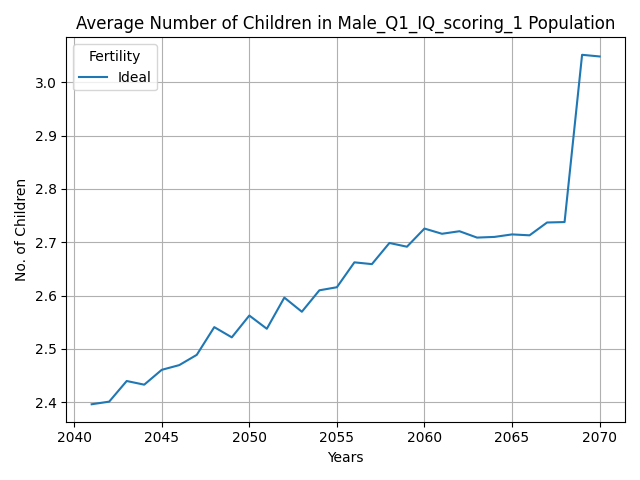 Average Number of Children in Male_Q1_IQ_scoring_1 Population
Fertility
Ideal
No. of Children
3.0
2.9
2.8
2.7
2.6
2.5
2.4
2040 2045 2050 2055 2060 2065 2070
Years